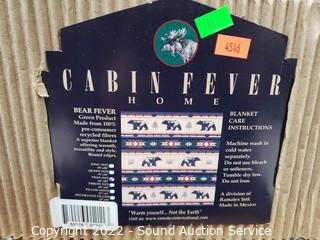 4546
CABIN FEVER
HOME
BEAR FEVER
Green Product
Made from 100%
pre-consumer
recycled fibers
A superior blanket
offering warmth,
versatility and style.
Bound edges.
BLANKET
CARE
INSTRUCTIONS
Machine wash in
cold water
separately.
Do not use bleach
or softeners.
Tumble dry low.
Do not iron.
A division of
Ramatex Intl.
Made in Mexico
"Warm yourself... Not the Earth"
© 2022 - Sound Auction Service